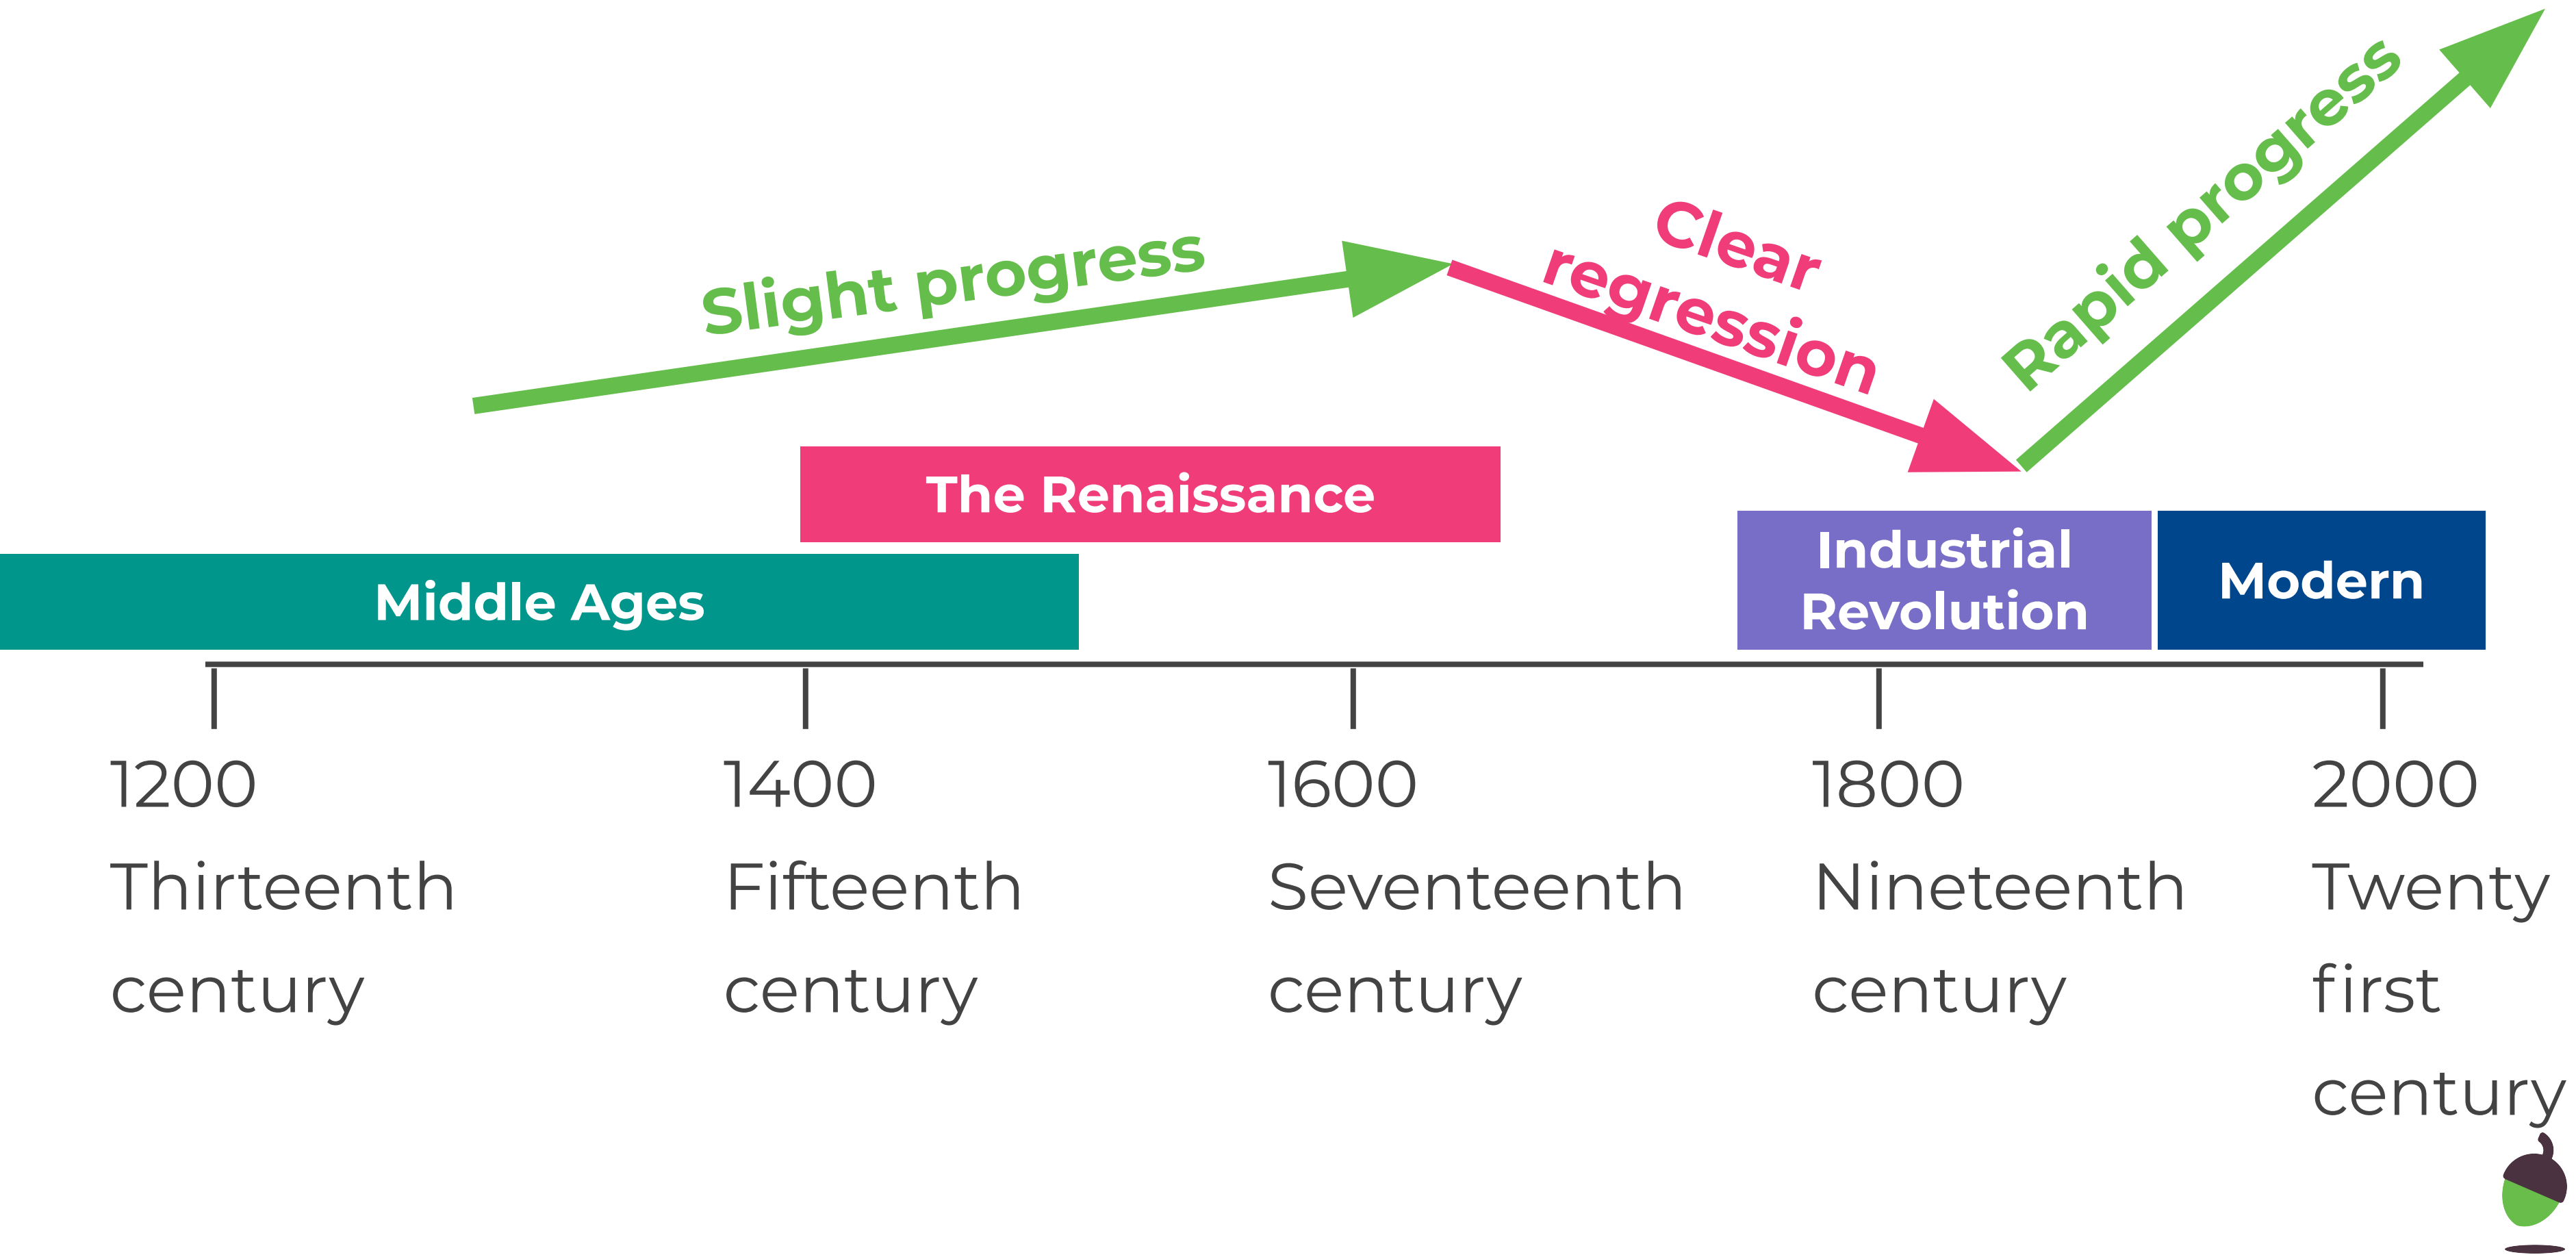 Slight progress
Clear
regression
Rapid progress
The Renaissance
Middle Ages
Industrial
Revolution
Modern
1200
Thirteenth
century
1400
Fifteenth
century
1600
Seventeenth
century
1800
Nineteenth
century
2000
Twenty
first
century